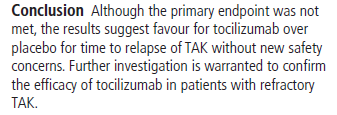 Conclusion Although the primary endpoint was not
met, the results suggest favour for tocilizumab over
placebo for time to relapse of TAK without new safety
concerns. Further investigation is warranted to confirm
the efficacy of tocilizumab in patients with refractory
TAK.